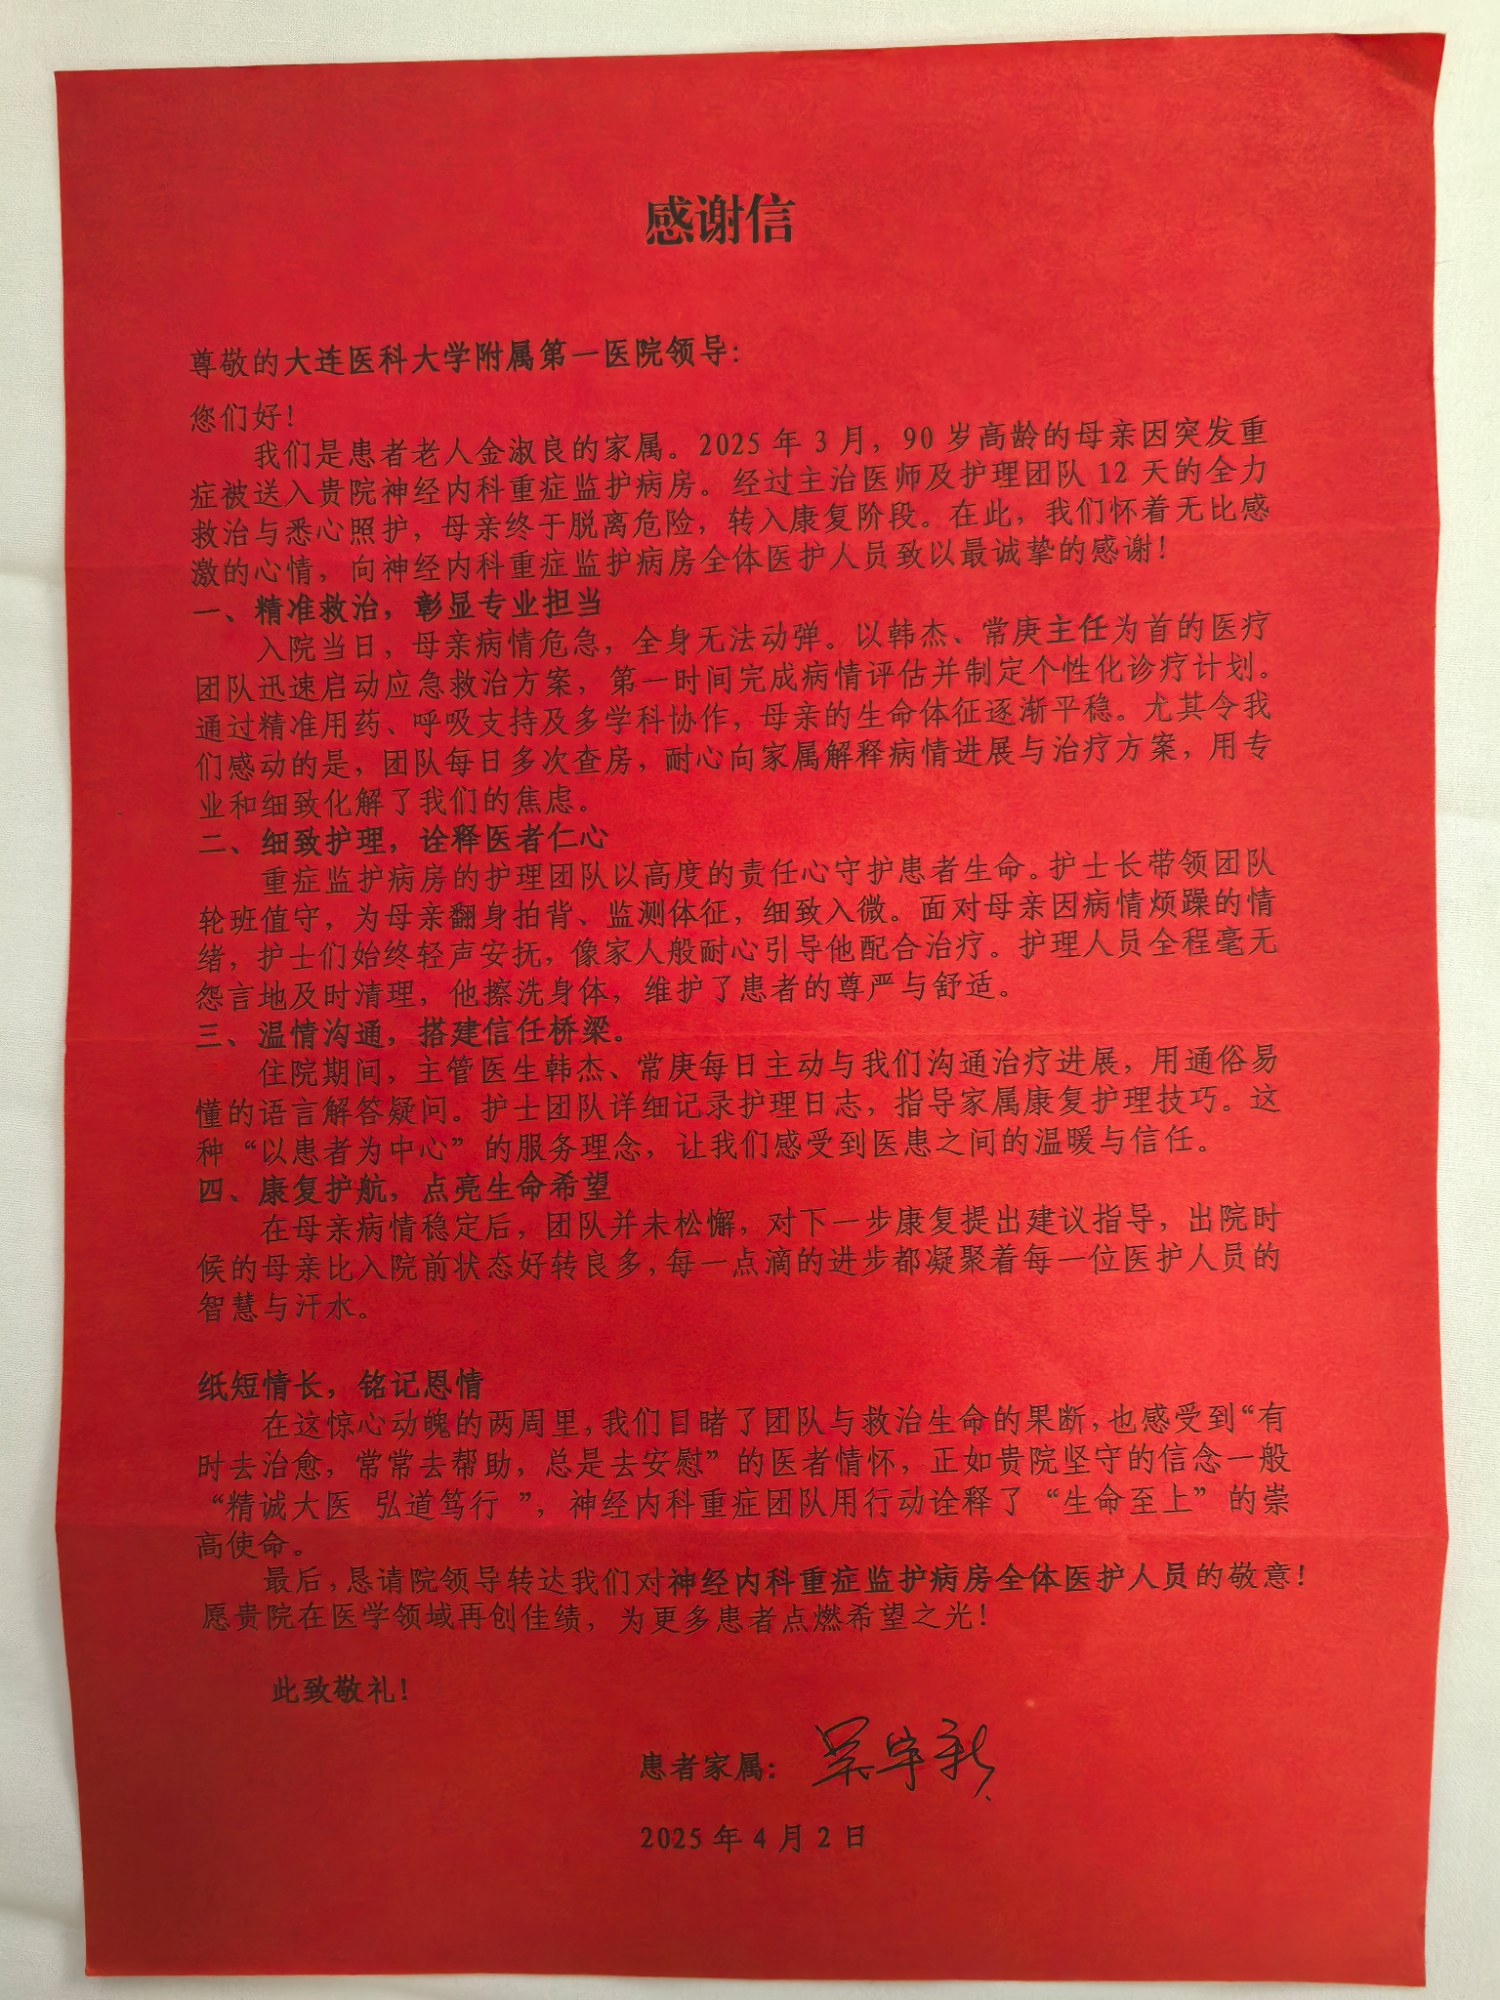 感谢信
尊敬的大连医科大学附属第一医院领导：
您们好！
我们是患者老人金淑良的家属。2025 年 3 月，90 岁高龄的母亲因突发重
症被送入贵院神经内科重症监护病房。经过主治医师及护理团队 12 天的全力
救治与悉心照护，母亲终于脱离危险，转入康复阶段。在此，我们怀着无比感
激的心情，向神经内科重症监护病房全体医护人员致以最诚挚的感谢！
一、精准救治，彰显专业担当
入院当日，母亲病情危急，全身无法动弹。以韩杰、常庚主任为首的医疗
团队迅速启动应急救治方案，第一时间完成病情评估并制定个性化诊疗计划。
通过精准用药、呼吸支持及多学科协作，母亲的生命体征逐渐平稳。尤其令我
们感动的是，团队每日多次查房，耐心向家属解释病情进展与治疗方案，用专
业和细致化解了我们的焦虑。
二、细致护理，诠释医者仁心
重症监护病房的护理团队以高度的责任心守护患者生命。护士长带领团队
轮班值守，为母亲翻身拍背、监测体征，细致入微。面对母亲因病情烦躁的情
绪，护士们始终轻声安抚，像家人般耐心引导他配合治疗。护理人员全程毫无
怨言地及时清理，他擦洗身体，维护了患者的尊严与舒适。
三、温情沟通，搭建信任桥梁。
住院期间，主管医生韩杰、常庚每日主动与我们沟通治疗进展，用通俗易
懂的语言解答疑问。护士团队详细记录护理日志，指导家属康复护理技巧。这
种“以患者为中心”的服务理念，让我们感受到医患之间的温暖与信任。
四、康复护航，点亮生命希望
在母亲病情稳定后，团队并未松懈，对下一步康复提出建议指导，出院时
候的母亲比入院前状态好转良多，每一点滴的进步都凝聚着每一位医护人员的
智慧与汗水。
纸短情长，铭记恩情
在这惊心动魄的两周里，我们目睹了团队与救治生命的果断，也感受到“有
时去治愈，常常去帮助，总是去安慰”的医者情怀，正如贵院坚守的信念一般
“精诚大医 弘道笃行 ”，神经内科重症团队用行动诠释了“生命至上”的崇
高使命。
最后，恳请院领导转达我们对神经内科重症监护病房全体医护人员的敬意！
愿贵院在医学领域再创佳绩，为更多患者点燃希望之光！
此致敬礼！
患者家属：
2025 年 4 月 2 日